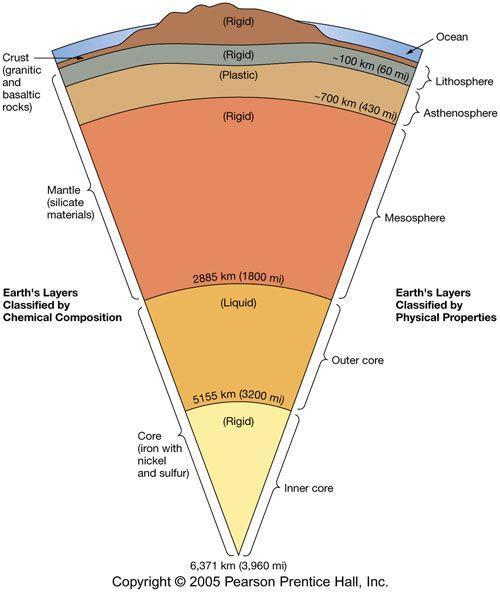 (Rigid)
Ocean
Crust
(granitic
and
basaltic
rocks)
(Rigid)
~100 km (60 mi)
Lithosphere
(Plastic)
~700 km (430 mi)
Asthenosphere
(Rigid)
Mantle
(silicate
materials)
Mesosphere
2885 km (1800 mi)
Earth's Layers
Classified by
Chemical Composition
(Liquid)
Earth's Layers
Classified by
Physical Properties
Outer core
5155 km (3200 mi)
(Rigid)
Core
(iron with
nickel
and sulfur)
Inner core
6,371 km (3,960 mi)
Copyright © 2005 Pearson Prentice Hall, Inc.